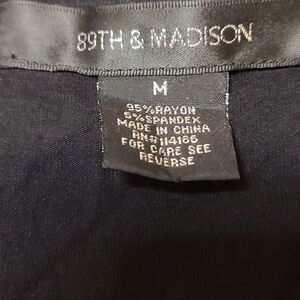 89TH & MADISON
M
95%RAYON
5%SPANDEX
MADE IN CHINA
RN#114186
FOR CARE SEE
REVERSE